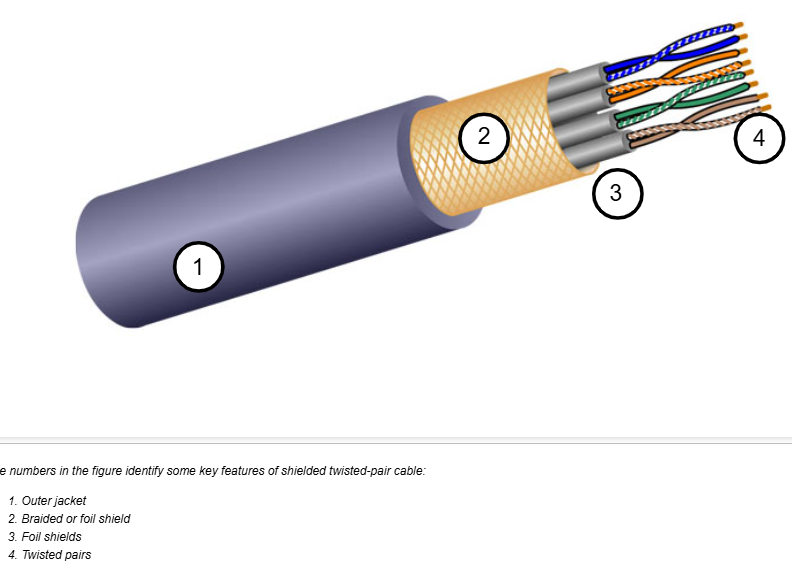 1
2
3
4
e numbers in the figure identify some key features of shielded twisted-pair cable:
1. Outer jacket
2. Braided or foil shield
3. Foil shields
4. Twisted pairs